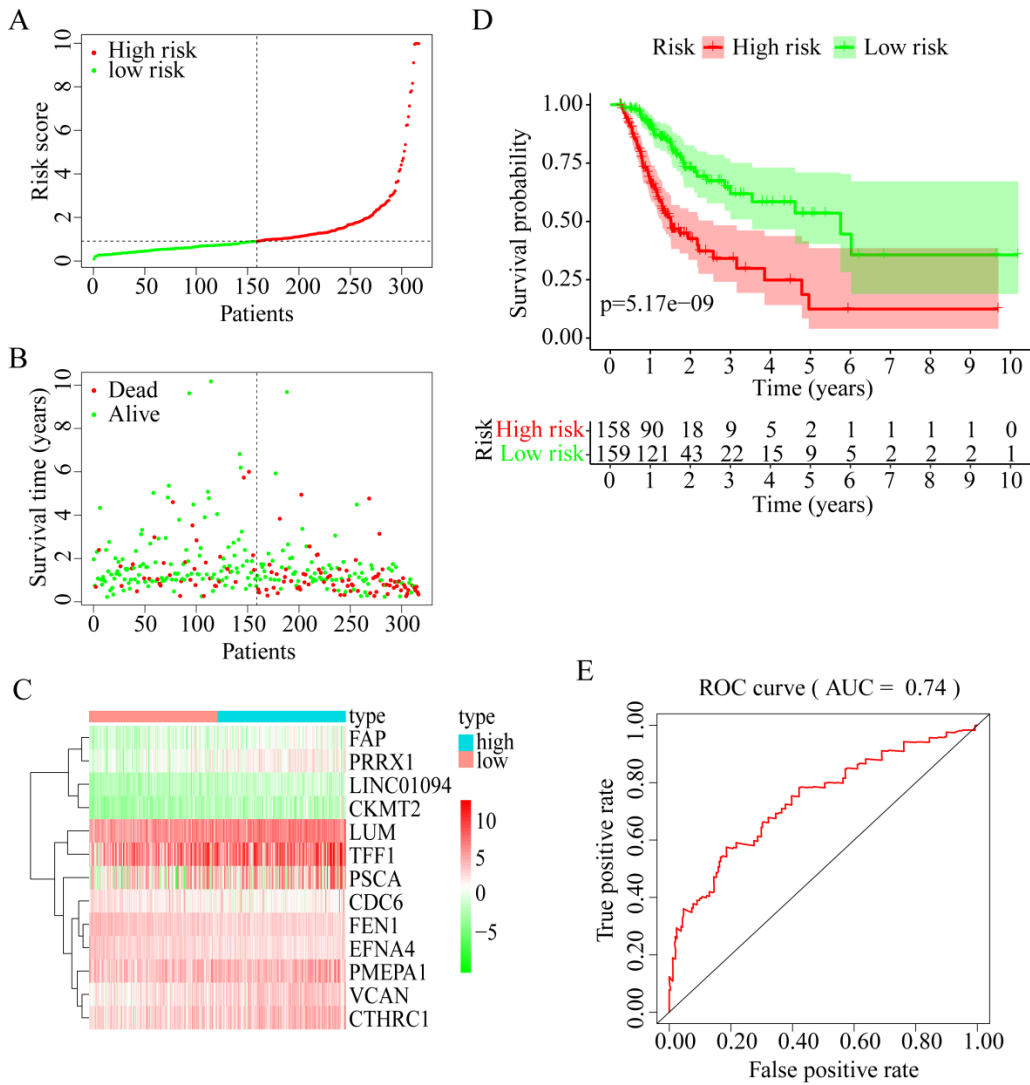 A
High risk
low risk
Risk score
10
8
6
4
2
0
0 50 100 150 200 250 300
Patients
B
Dead
Alive
Survival time (years)
10
8
6
4
2
0
0 50 100 150 200 250 300
Patients
C
type
FAP
PRRX1
LINC01094
CKMT2
LUM
TFF1
PSCA
CDC6
FEN1
EFNA4
PMEPA1
VCAN
CTHRC1
type
high
low
10
5
0
−5
D
Risk High risk Low risk
Survival probability
1.00
0.75
0.50
0.25
0.00
p=5.17e−09
0 1 2 3 4 5 6 7 8 9 10
Time (years)
Risk
High risk 158 90 18 9 5 2 1 1 1 1 0
Low risk 159 121 43 22 15 9 5 2 2 2 1
0 1 2 3 4 5 6 7 8 9 10
Time (years)
E
ROC curve ( AUC = 0.74 )
True positive rate
1.00
0.80
0.60
0.40
0.20
0.00
0.00 0.20 0.40 0.60 0.80 1.00
False positive rate